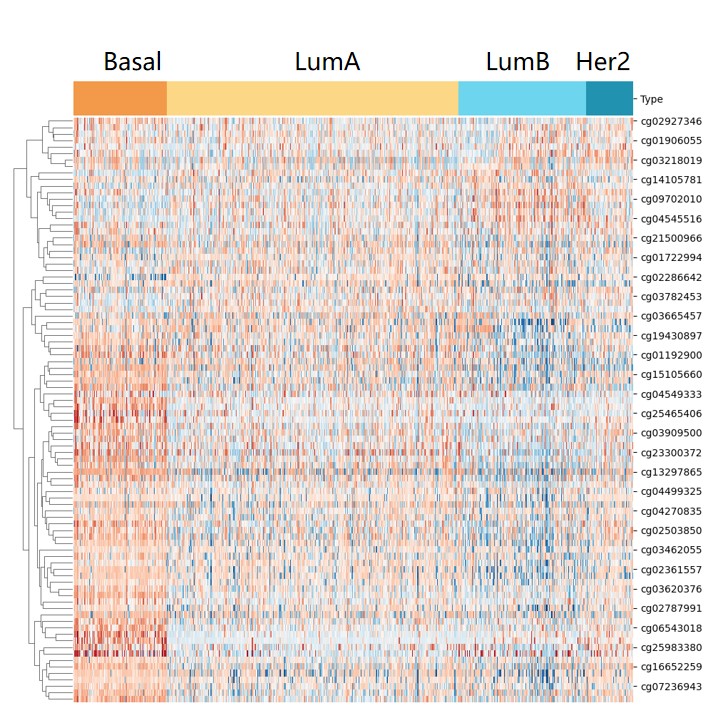 Basal LumA LumB Her2
Type
cg02927346
cg01906055
cg03218019
cg14105781
cg09702010
cg04545516
cg21500966
cg01722994
cg02286642
cg03782453
cg03665457
cg19430897
cg01192900
cg15105660
cg04549333
cg25465406
cg03909500
cg23300372
cg13297865
cg04499325
cg04270835
cg02503850
cg03462055
cg02361557
cg03620376
cg02787991
cg06543018
cg25983380
cg16652259
cg07236943